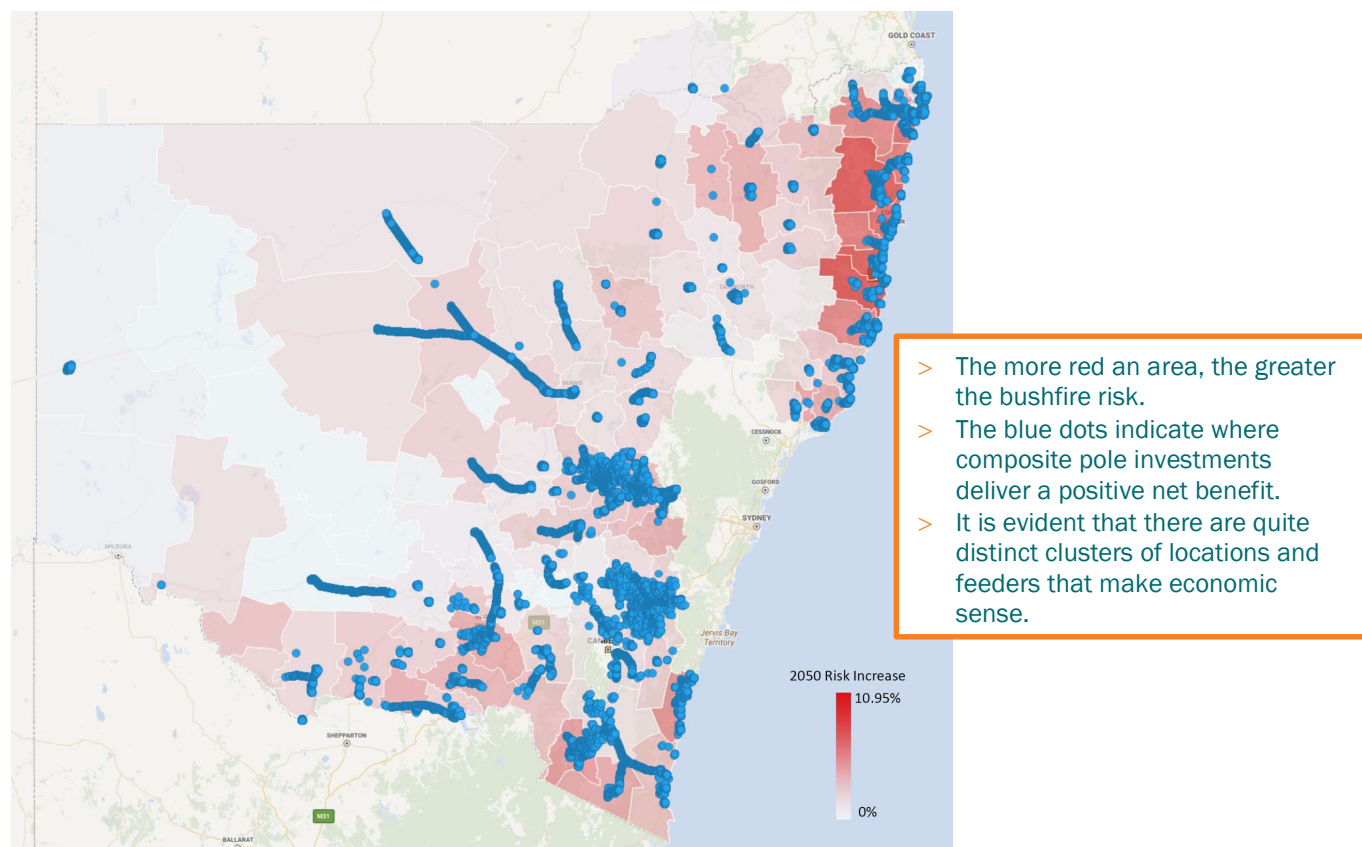 GOLD COAST
TAMWORTH
DUBBO
CESSNOCK
GOSFORD
SYDNEY
MILDURA
M31
Jervis Bay
Territory
SHEPPARTON
M31
BALLARAT
2050 Risk Increase
10.95%
0%
> The more red an area, the greater
the bushfire risk.
> The blue dots indicate where
composite pole investments
deliver a positive net benefit.
> It is evident that there are quite
distinct clusters of locations and
feeders that make economic
sense.